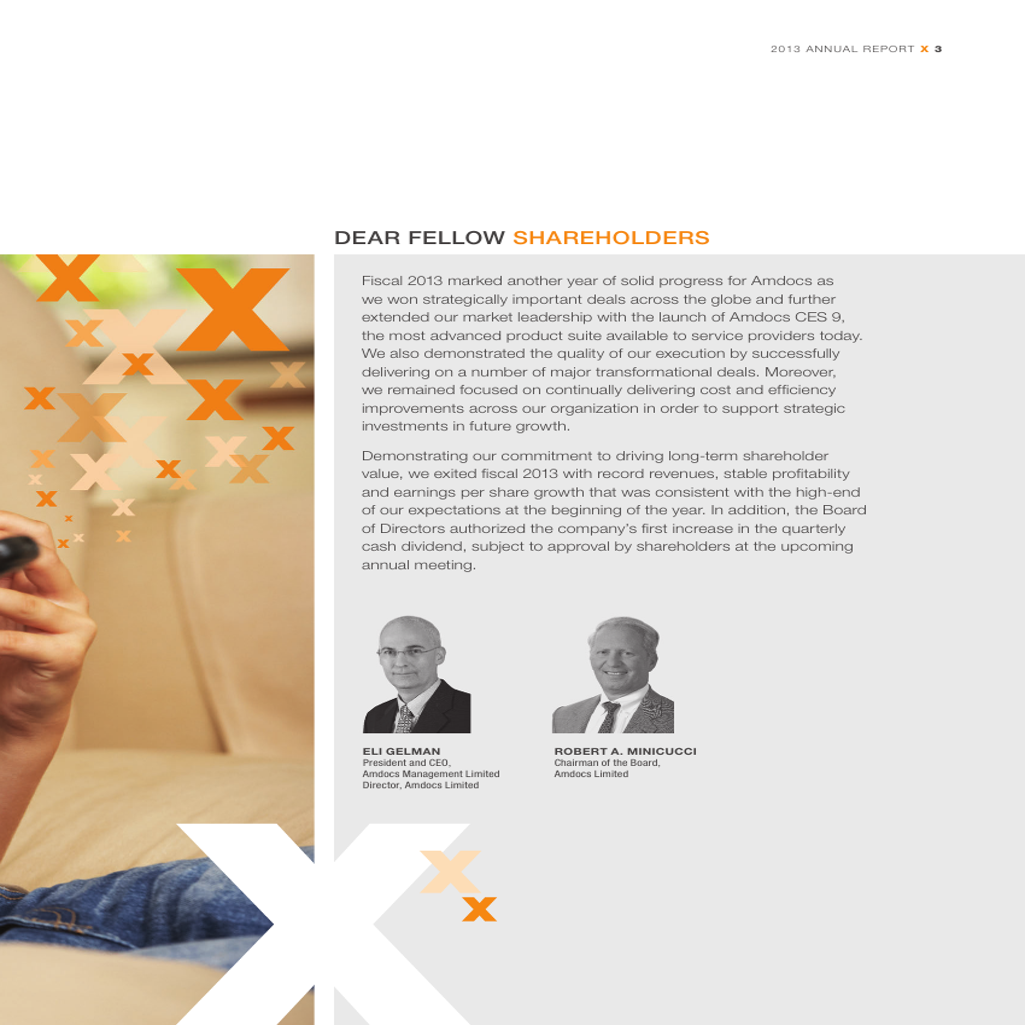 2013 ANNUAL REPORT X 3
DEAR FELLOW SHAREHOLDERS
Fiscal 2013 marked another year of solid progress for Amdocs as
we won strategically important deals across the globe and further
extended our market leadership with the launch of Amdocs CES 9,
the most advanced product suite available to service providers today.
We also demonstrated the quality of our execution by successfully
delivering on a number of major transformational deals. Moreover,
we remained focused on continually delivering cost and efficiency
improvements across our organization in order to support strategic
investments in future growth.
Demonstrating our commitment to driving long-term shareholder
value, we exited fiscal 2013 with record revenues, stable profitability
and earnings per share growth that was consistent with the high-end
of our expectations at the beginning of the year. In addition, the Board
of Directors authorized the company's first increase in the quarterly
cash dividend, subject to approval by shareholders at the upcoming
annual meeting.
ELI GELMAN
President and CEO,
Amdocs Management Limited
Director, Amdocs Limited
ROBERT A. MINICUCCI
Chairman of the Board,
Amdocs Limited